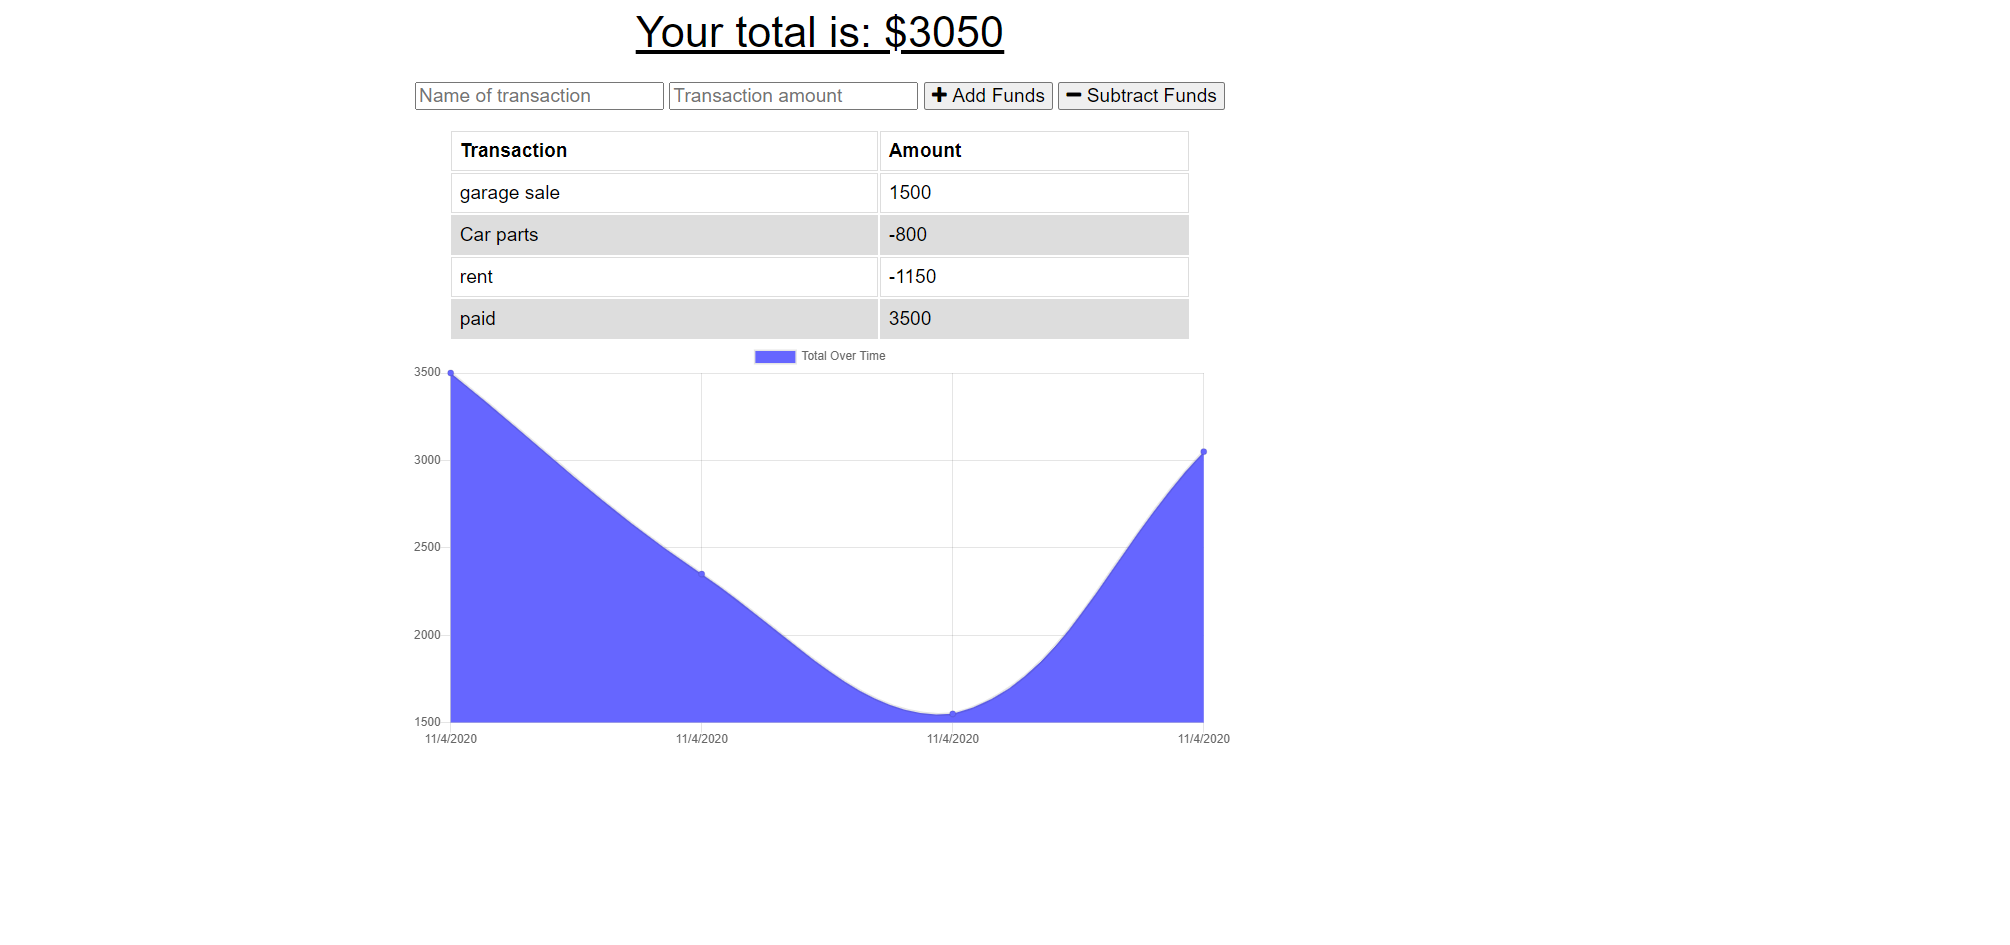 Your total is: $3050
Name of transaction Transaction amount Add Funds Subtract Funds
Transaction Amount
garage sale 1500
Car parts -800
rent -1150
paid 3500
Total Over Time
3500
3000
2500
2000
1500
11/4/2020 11/4/2020 11/4/2020 11/4/2020